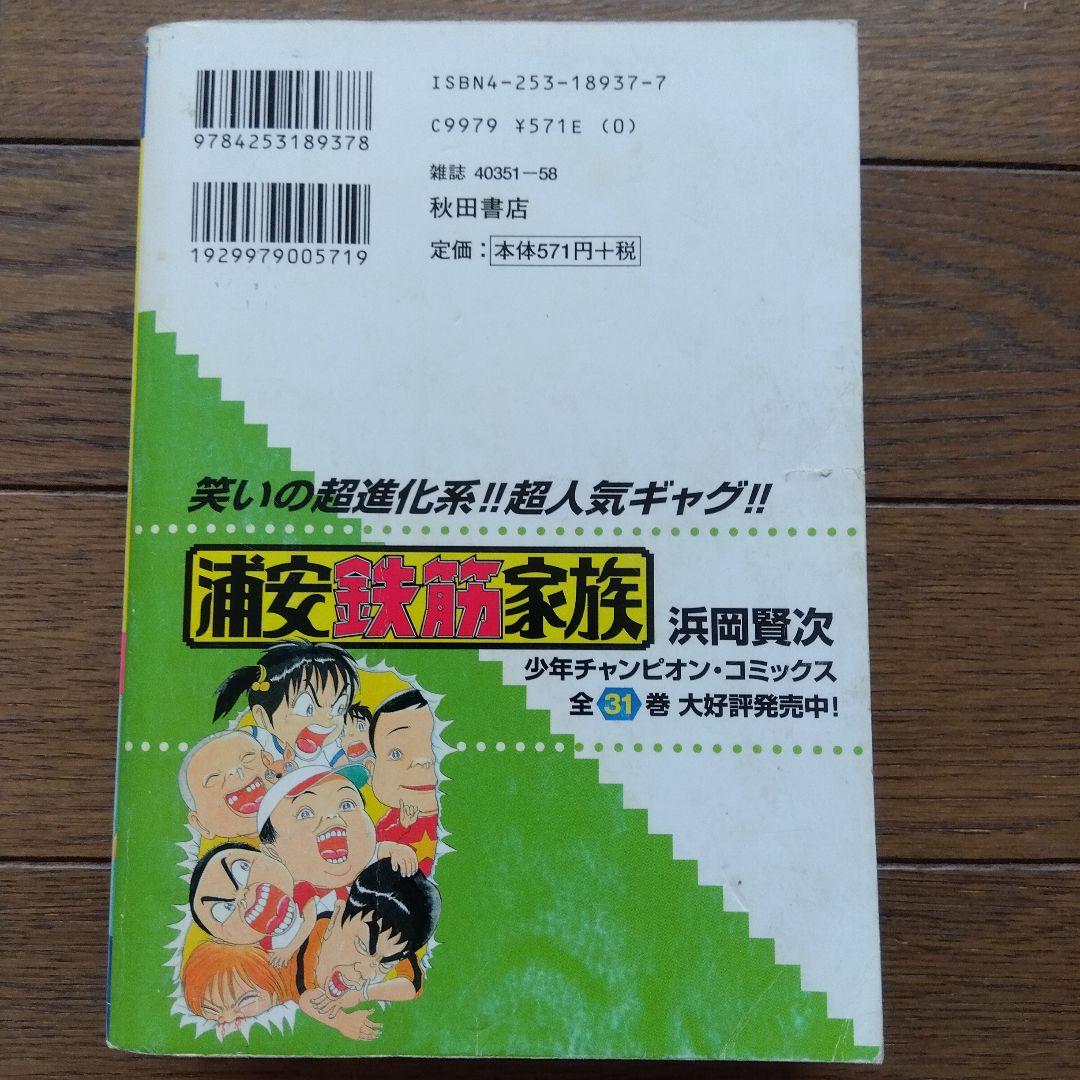 9784253189378
1929979005719
ISBN4-253-18937-7
C9979 ¥571E (0)
雑誌 40351-58
秋田書店
定価：本体571円＋税
笑いの超進化系!!超人気ギャグ!!
浦安鉄筋家族
浜岡賢次
少年チャンピオン・コミックス
全31巻 大好評発売中!